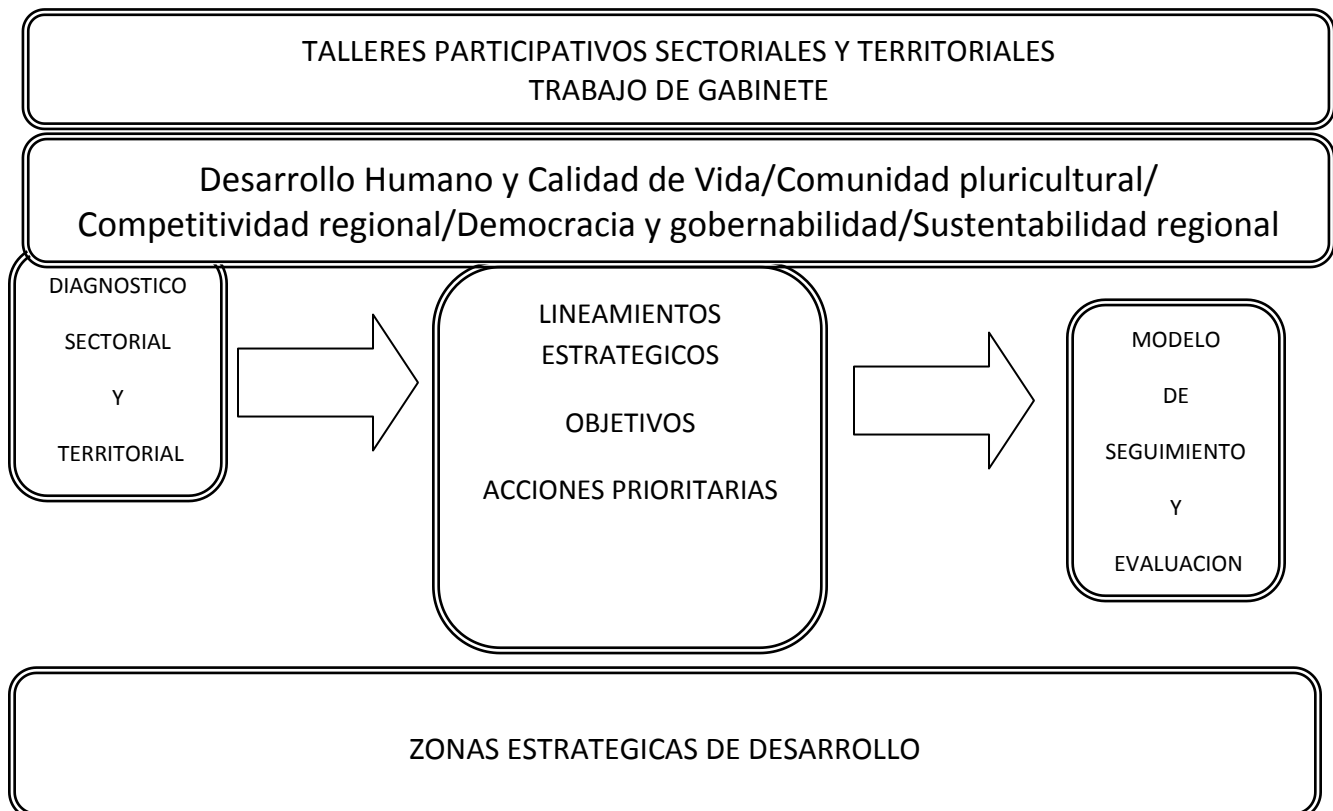 TALLERES PARTICIPATIVOS SECTORIALES Y TERRITORIALES
TRABAJO DE GABINETE
Desarrollo Humano y Calidad de Vida/Comunidad pluricultural/
Competitividad regional/Democracia y gobernabilidad/Sustentabilidad regional
DIAGNOSTICO
SECTORIAL
Y
TERRITORIAL
LINEAMIENTOS
ESTRATEGICOS
OBJETIVOS
ACCIONES PRIORITARIAS
MODELO
DE
SEGUIMIENTO
Y
EVALUACION
ZONAS ESTRATEGICAS DE DESARROLLO